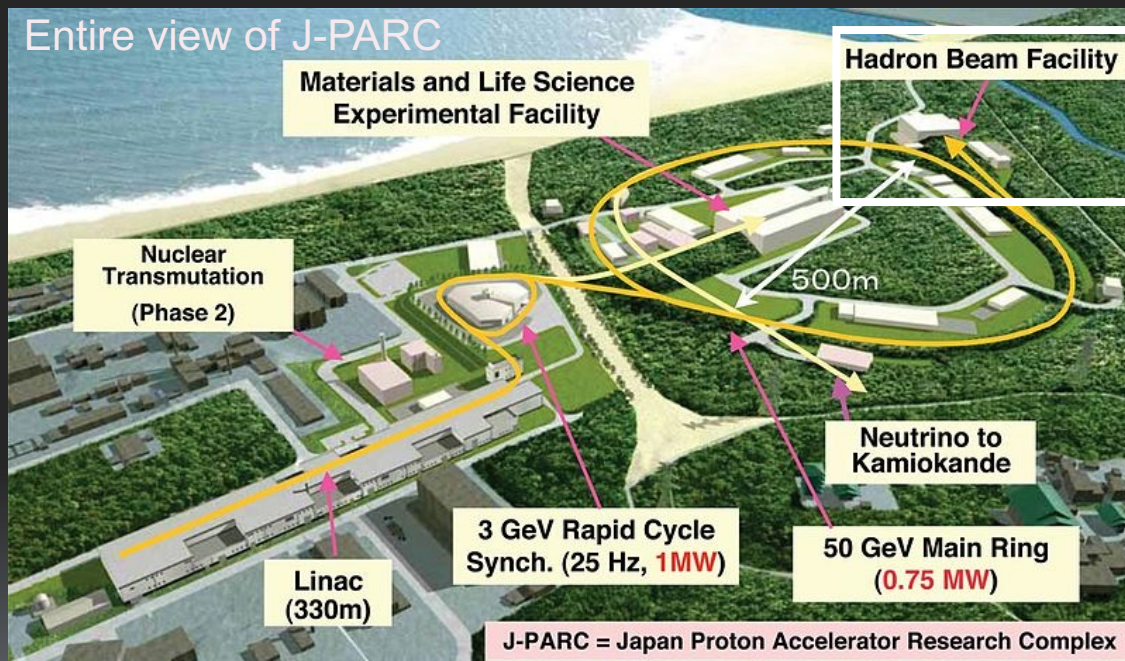 Entire view of J-PARC
Materials and Life Science
Experimental Facility
Hadron Beam Facility
Nuclear
Transmutation
(Phase 2)
500m
Neutrino to
Kamiokande
3 GeV Rapid Cycle
Synch. (25 Hz, 1MW)
50 GeV Main Ring
(0.75 MW)
Linac
(330m)
J-PARC = Japan Proton Accelerator Research Complex